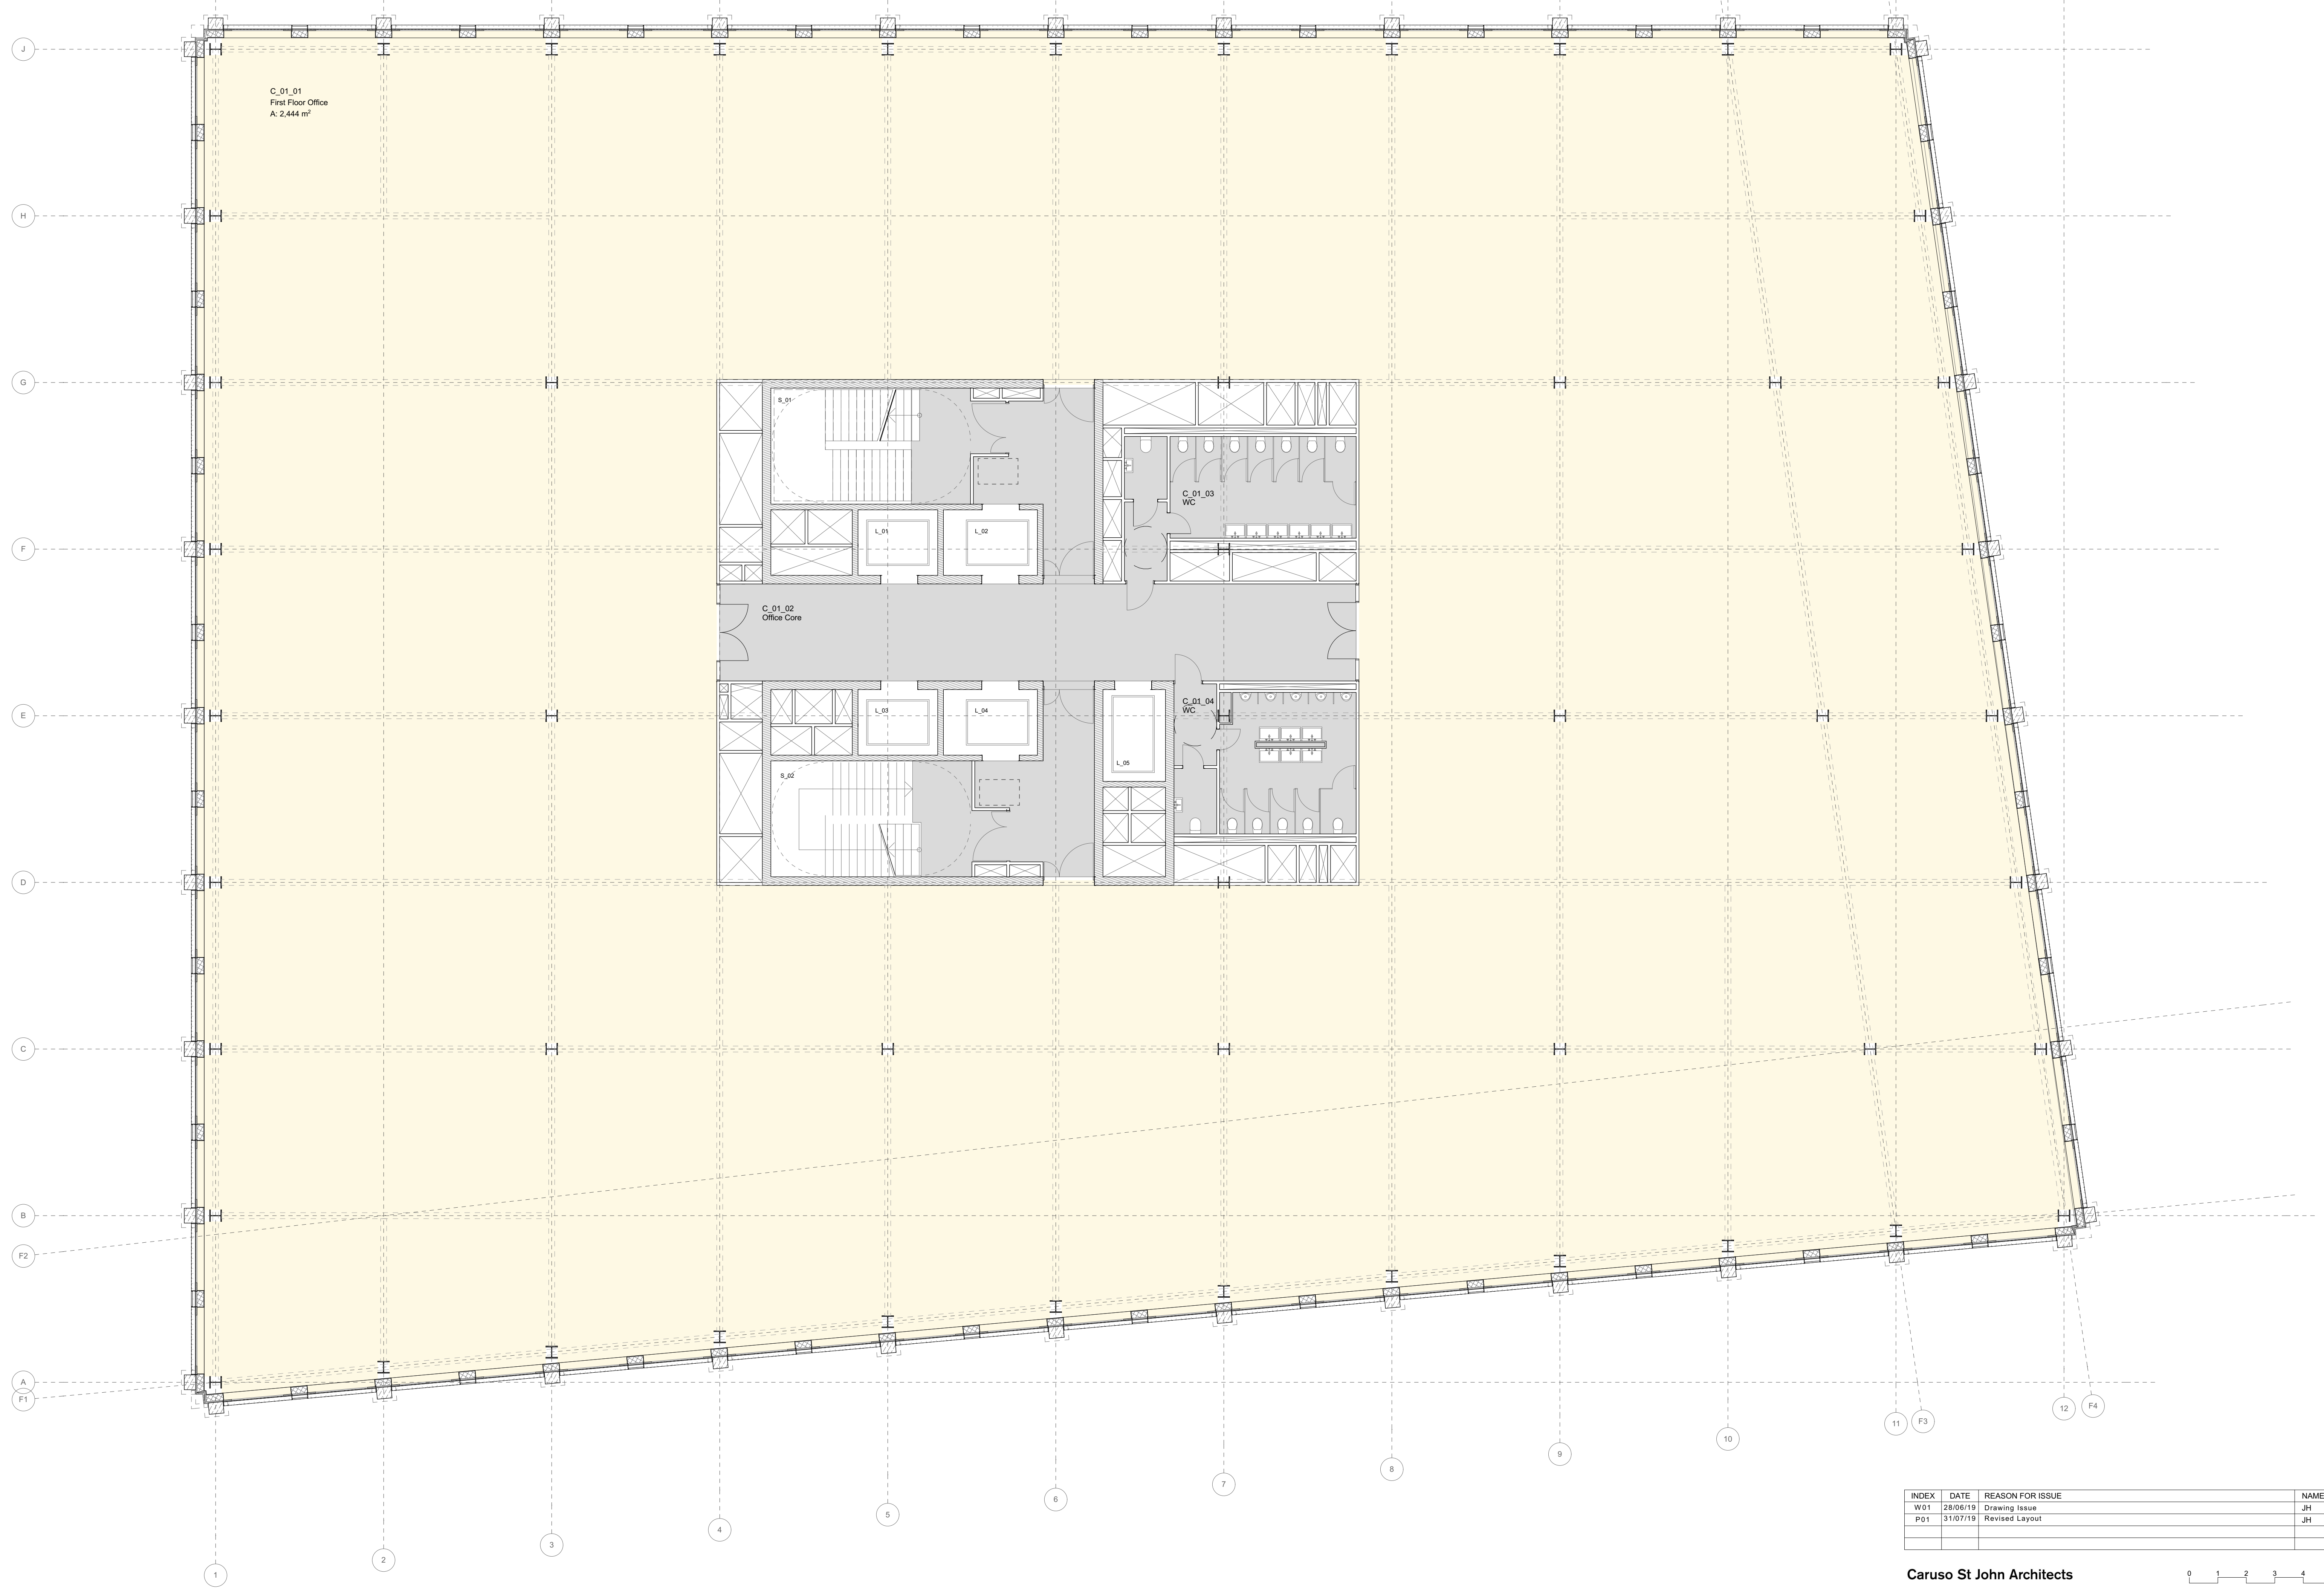 J
C_01_01
First Floor Office
A: 2,444 m²
H
G
S_01
C_01_03
WC
F
L_01
L_02
C_01_02
Office Core
E
L_03
L_04
C_01_04
WC
L_05
S_02
D
C
B
F2
A
F1
1
2
3
4
5
6
7
8
9
10
11
F3
12
F4
INDEX DATE REASON FOR ISSUE NAME
W01 28/06/19 Drawing Issue JH
P01 31/07/19 Revised Layout JH
Caruso St John Architects
0 1 2 3 4